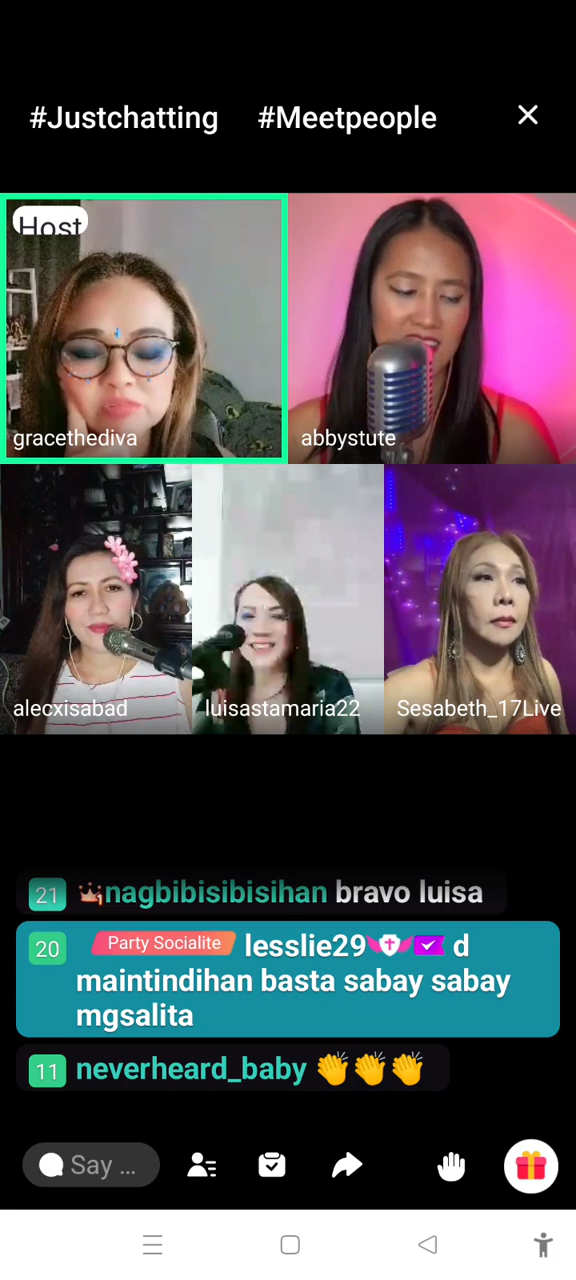 #Justchatting #Meetpeople
Host
gracethediva
abbystute
alecxisabad
luisastamaria22
Sesabeth_17Live
21 nagbibisibisihan bravo luisa
20 Party Socialite lesslie29 d
maintindihan basta sabay sabay
mgsalita
11 neverheard_baby 👏👏👏
Say ...